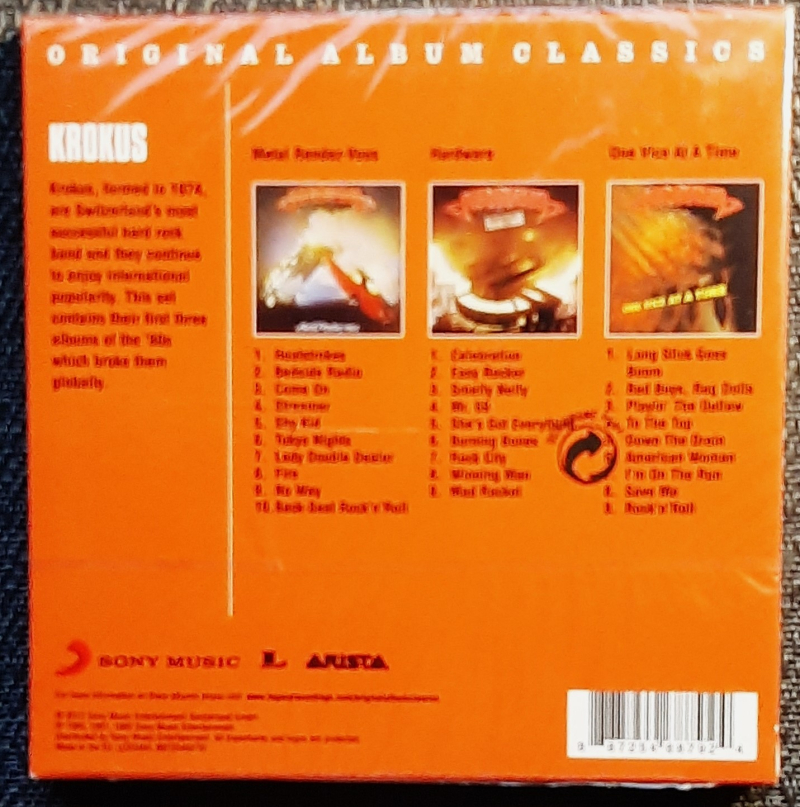 ORIGINAL ALBUM CLASSICS
KROKUS
Krokus, formed in 1974,
are Switzerland's most
successful hard rock
band and they continue
to enjoy international
popularity. This set
contains their first three
albums of the '80s
which broke them
globally.
Metal Rendez-Vous
1. Heatstrokes
2. Bedside Radio
3. Come On
4. Streamer
5. Shy Kid
6. Tokyo Nights
7. Lady Double Dealer
8. Fire
9. No Way
10. Back-Seat Rock'n'Roll
Hardware
1. Celebration
2. Easy Rocker
3. Smelly Nelly
4. Mr. 69
5. She's Got Everything
6. Burning Bones
7. Rock City
8. Winning Man
9. Mad Racket
One Vice At A Time
ONE VICE AT A TIME
1. Long Stick Goes
Boom
2. Bad Boys, Rag Dolls
3. Playin' The Outlaw
To The Top
Down The Drain
American Woman
I'm On The Run
8. Save Me
9. Rock'n'Roll
SONY MUSIC
ARISTA